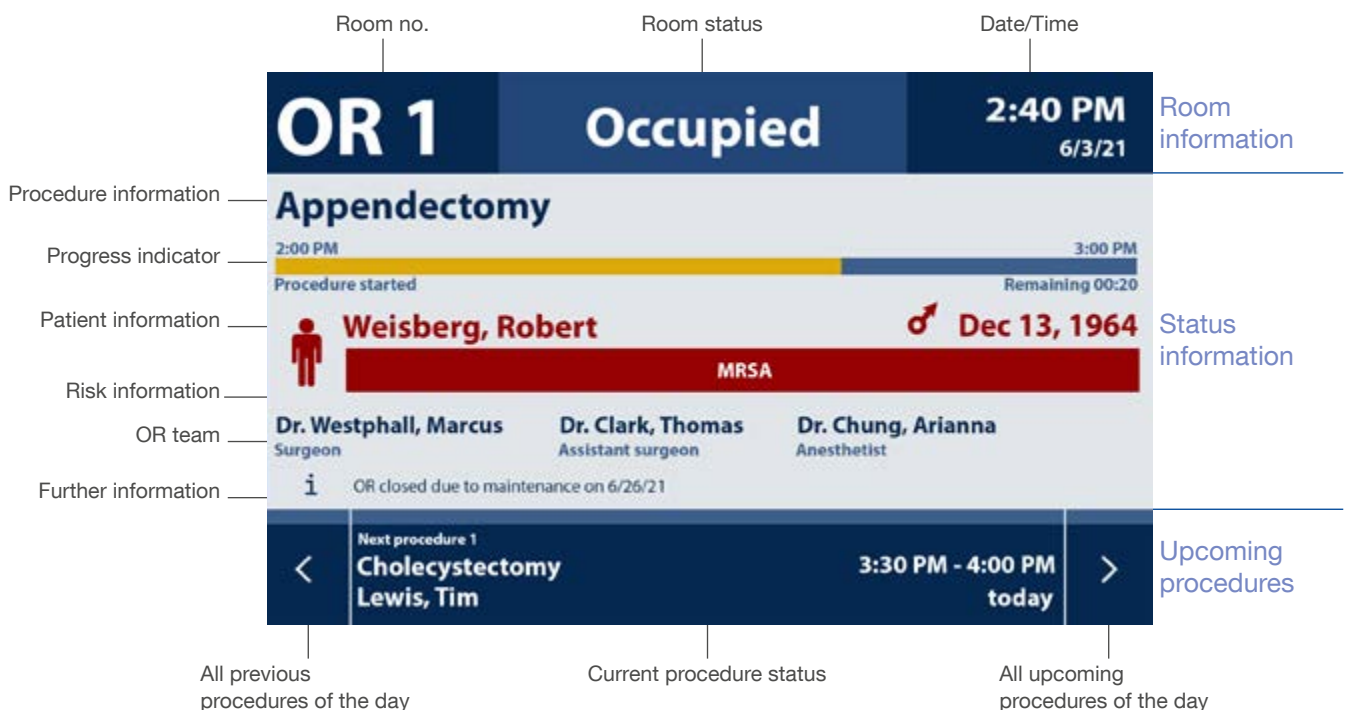 Room no.
Room status
Date/Time
OR 1
Occupied
2:40 PM
6/3/21
Room
information
Procedure information
Appendectomy
2:00 PM
3:00 PM
Progress indicator
Procedure started
Remaining 00:20
Patient information
Weisberg, Robert
♂ Dec 13, 1964
Status
information
MRSA
Risk information
OR team
Dr. Westphall, Marcus
Surgeon
Dr. Clark, Thomas
Assistant surgeon
Dr. Chung, Arianna
Anesthetist
Further information
i
OR closed due to maintenance on 6/26/21
<
Next procedure 1
Cholecystectomy
Lewis, Tim
3:30 PM - 4:00 PM
today
>
Upcoming
procedures
All previous
procedures of the day
Current procedure status
All upcoming
procedures of the day